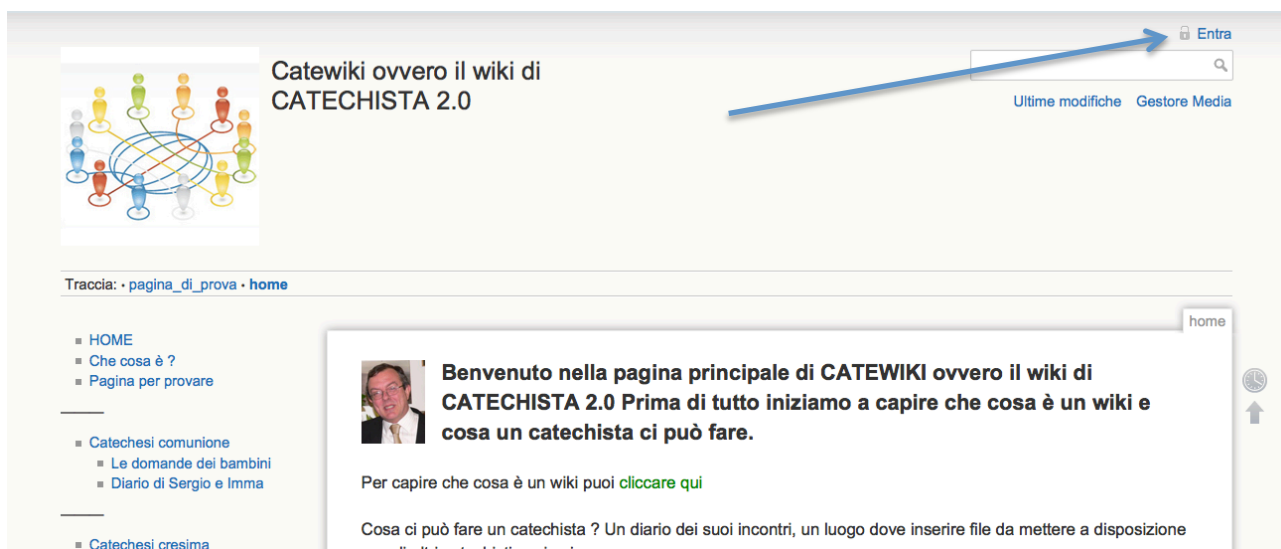 Entra
Catewiki ovvero il wiki di
CATECHISTA 2.0
Ultime modifiche Gestore Media
Traccia: • pagina_di_prova • home
home
HOME
Che cosa è ?
Pagina per provare
Catechesi comunione
Le domande dei bambini
Diario di Sergio e Imma
Catechesi cresima
Benvenuto nella pagina principale di CATEWIKI ovvero il wiki di
CATECHISTA 2.0 Prima di tutto iniziamo a capire che cosa è un wiki e
cosa un catechista ci può fare.
Per capire che cosa è un wiki puoi cliccare qui
Cosa ci può fare un catechista ? Un diario dei suoi incontri, un luogo dove inserire file da mettere a disposizione